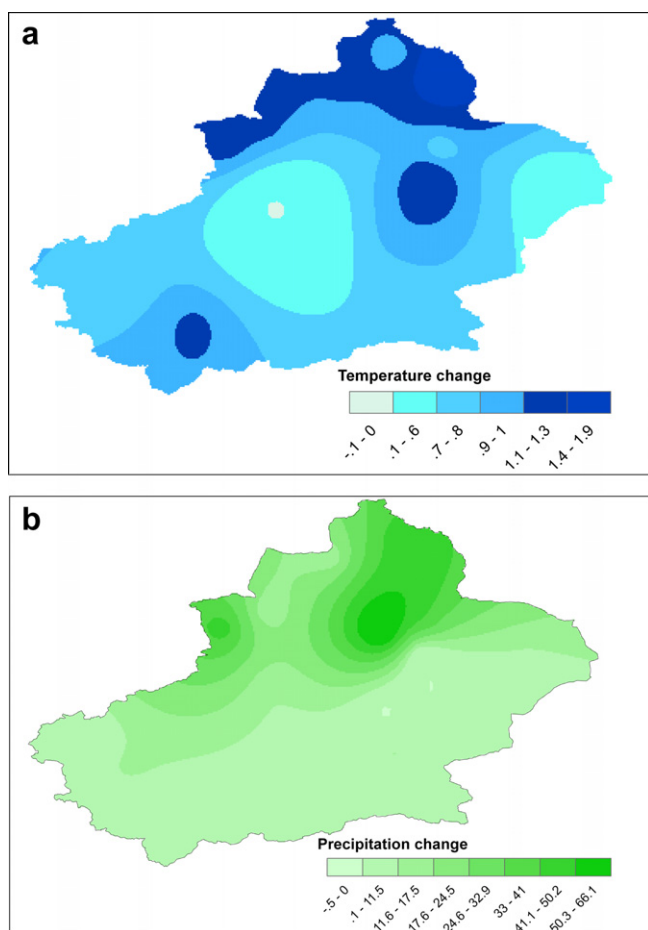 a
Temperature change
-.1 - 0
.1 - .6
.7 - .8
.9 - 1
1.1 - 1.3
1.4 - 1.9
b
Precipitation change
-.5 - 0
.1 - 11.5
11.6 - 17.5
17.6 - 24.5
24.6 - 32.9
33 - 41
41.1 - 50.2
50.3 - 66.1